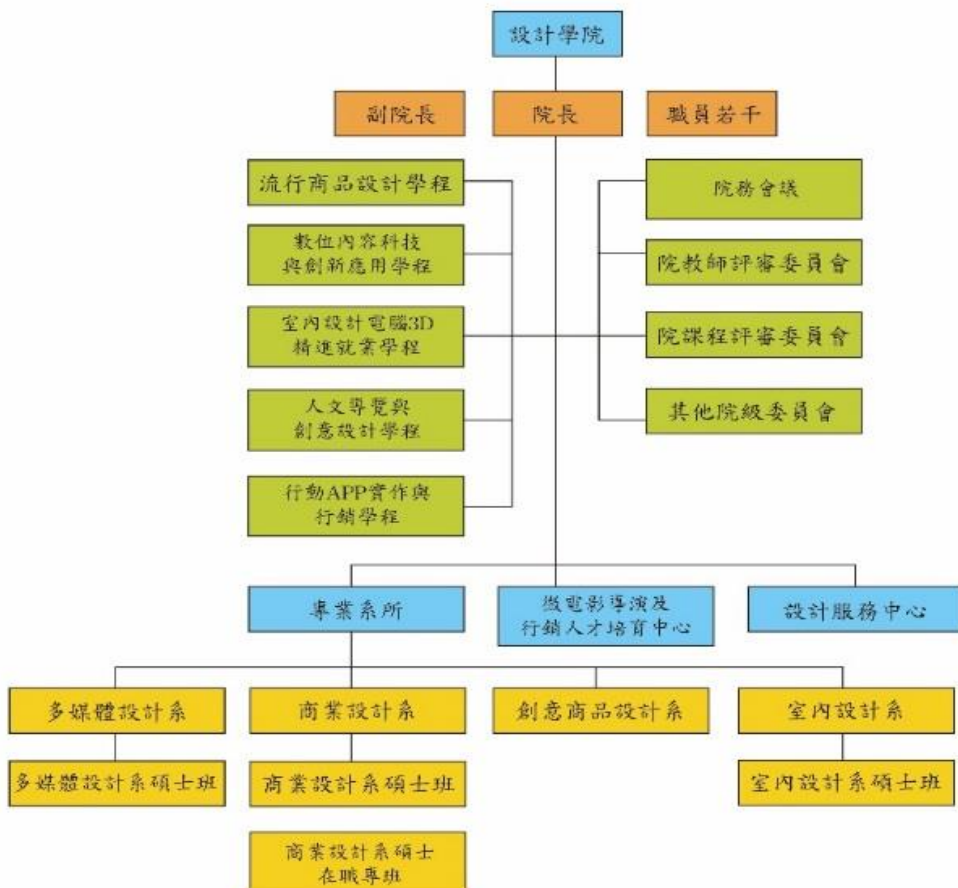 設計學院
副院長
院長
職員若干
流行商品設計學程
數位內容科技
與創新應用學程
室內設計電腦3D
精進就業學程
人文導覽與
創意設計學程
行動APP實作與
行銷學程
院務會議
院教師評審委員會
院課程評審委員會
其他院級委員會
專業系所
微電影導演及
行銷人才培育中心
設計服務中心
多媒體設計系
商業設計系
創意商品設計系
室內設計系
多媒體設計系碩士班
商業設計系碩士班
室內設計系碩士班
商業設計系碩士
在職專班